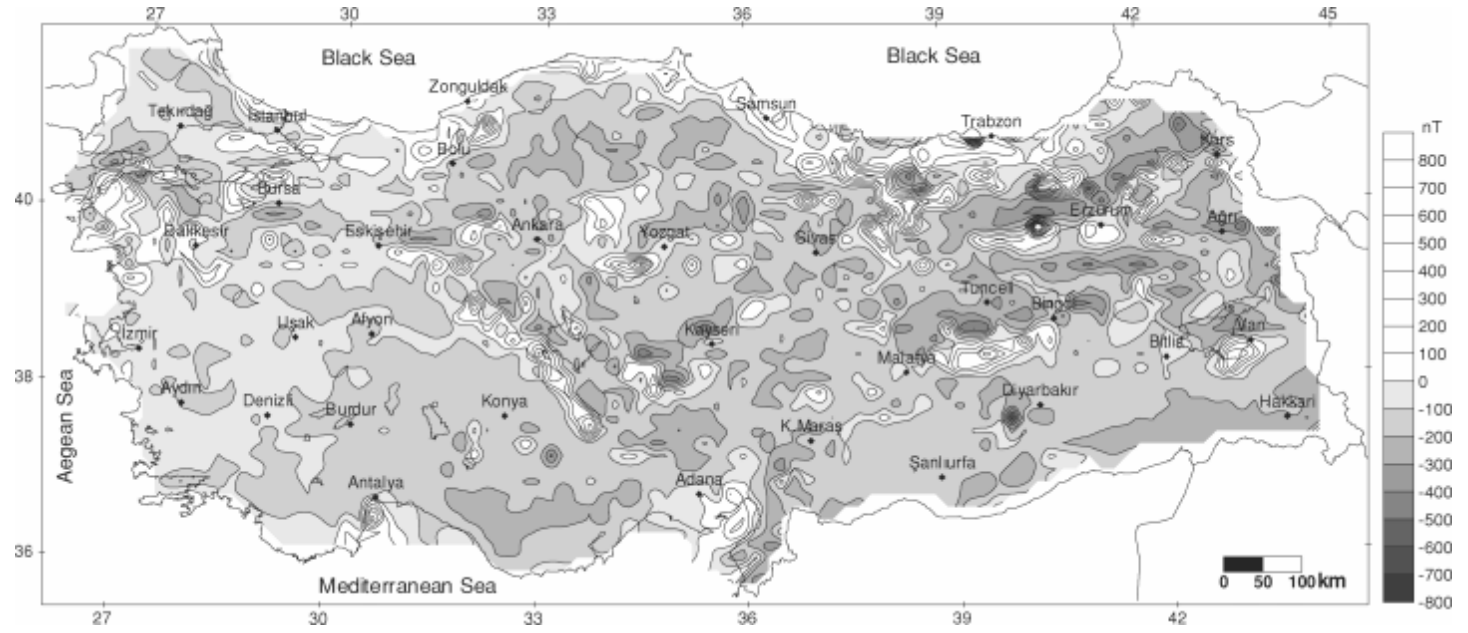 27 30 33 36 39 42 45
Black Sea Black Sea
Zonguldak
Samsun
Tekırdağ İstanbul
Trabzon
nT
Bolu
Kars
800
700
Bursa
40
600
Erzurum
Ağrı
Balıkesir Eskişehir Ankara Yozgat Sivas
500
400
300
Tunceli Bingöl
200
İzmir Uşak Afyon Kayseri Van
Bitlis
100
Malatya
38
0
Aydın Denizli Burdur Konya Diyarbakır Hakkari
-100
K.Maraş
-200
Aegean Sea
Şanlıurfa
-300
Antalya Adana
-400
-500
36
-600
Mediterranean Sea
0 50 100 km
-700
-800
27 30 33 36 39 42